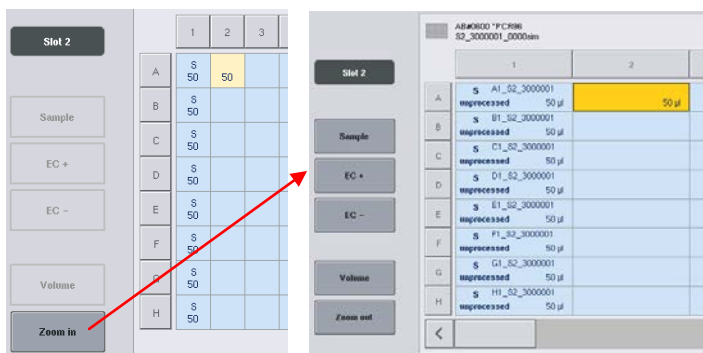 Slot 2
Sample
EC +
EC -
Volume
Zoom in
1 2 3
A S 50 50
B S 50
C S 50
D S 50
E S 50
F S 50
G S 50
H S 50
AB#0600 *PCR96
S2_3000001_0000sim
Slot 2
Sample
EC +
EC -
Volume
Zoom out
1 2
A S A1_S2_3000001
unprocessed 50 µl 50 µl
B S B1_S2_3000001
unprocessed 50 µl
C S C1_S2_3000001
unprocessed 50 µl
D S D1_S2_3000001
unprocessed 50 µl
E S E1_S2_3000001
unprocessed 50 µl
F S F1_S2_3000001
unprocessed 50 µl
G S G1_S2_3000001
unprocessed 50 µl
H S H1_S2_3000001
unprocessed 50 µl